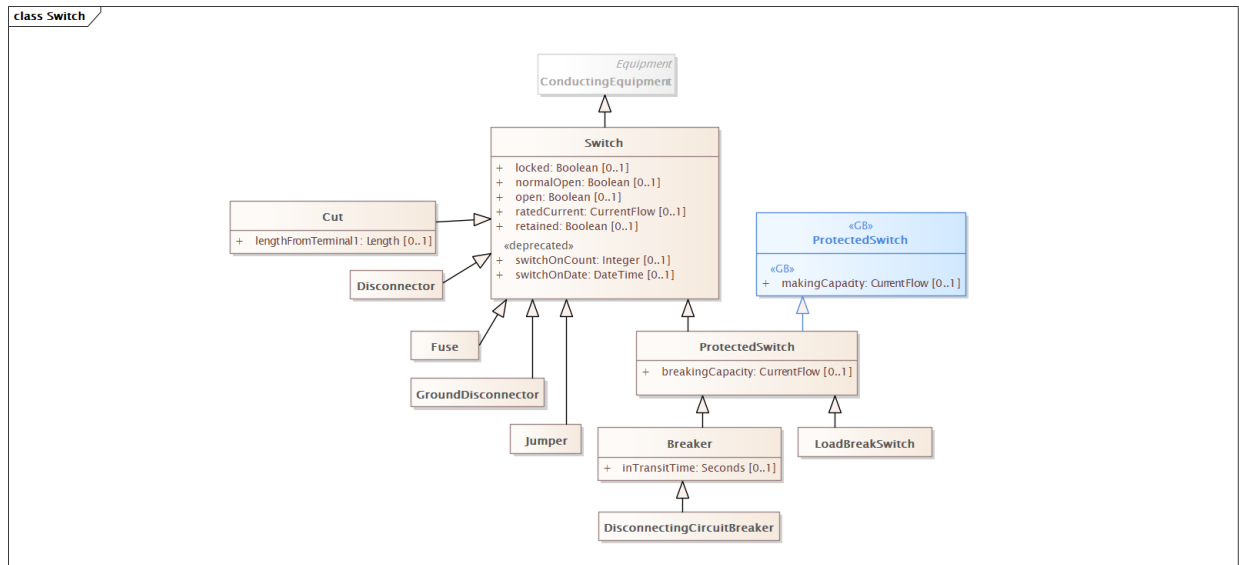 class Switch
Equipment
ConductingEquipment
Switch
+ locked: Boolean [0..1]
+ normalOpen: Boolean [0..1]
+ open: Boolean [0..1]
+ ratedCurrent: CurrentFlow [0..1]
+ retained: Boolean [0..1]
«deprecated»
+ switchOnCount: Integer [0..1]
+ switchOnDate: DateTime [0..1]
Cut
+ lengthFromTerminal1: Length [0..1]
«GB»
ProtectedSwitch
«GB»
+ makingCapacity: CurrentFlow [0..1]
Disconnector
Fuse
ProtectedSwitch
+ breakingCapacity: CurrentFlow [0..1]
GroundDisconnector
Jumper
Breaker
+ inTransitTime: Seconds [0..1]
LoadBreakSwitch
DisconnectingCircuitBreaker